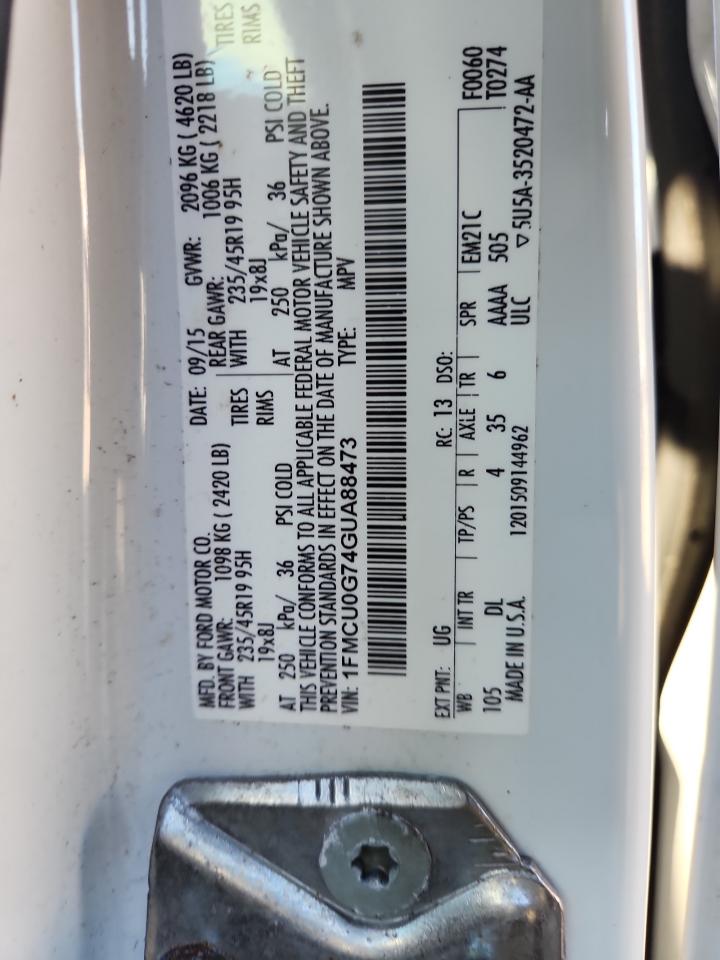 MFD. BY FORD MOTOR CO. DATE: 09/15 GVWR: 2096 KG ( 4620 LB)
FRONT GAWR: 1098 KG ( 2420 LB) REAR GAWR: 1006 KG ( 2218 LB)
WITH 235/45R19 95H TIRES WITH 235/45R19 95H TIRES
19x8J RIMS 19x8J RIMS
AT 250 kPa/ 36 PSI COLD AT 250 kPa/ 36 PSI COLD
THIS VEHICLE CONFORMS TO ALL APPLICABLE FEDERAL MOTOR VEHICLE SAFETY AND THEFT
PREVENTION STANDARDS IN EFFECT ON THE DATE OF MANUFACTURE SHOWN ABOVE.
VIN: 1FMCU0G74GUA88473 TYPE: MPV
EXT PNT: UG RC: 13 DSO: F0060
WB INT TR TP/PS R AXLE TR SPR EM21C T0274
105 DL 4 35 6 AAAA 505
MADE IN U.S.A. 1201509144962 ULC ▽5U5A-3520472-AA